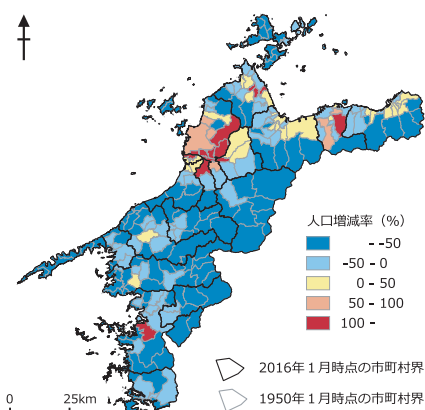 人口増減率（%）
- -50
-50 - 0
0 - 50
50 - 100
100 -
2016年１月時点の市町村界
1950年１月時点の市町村界
0 25km